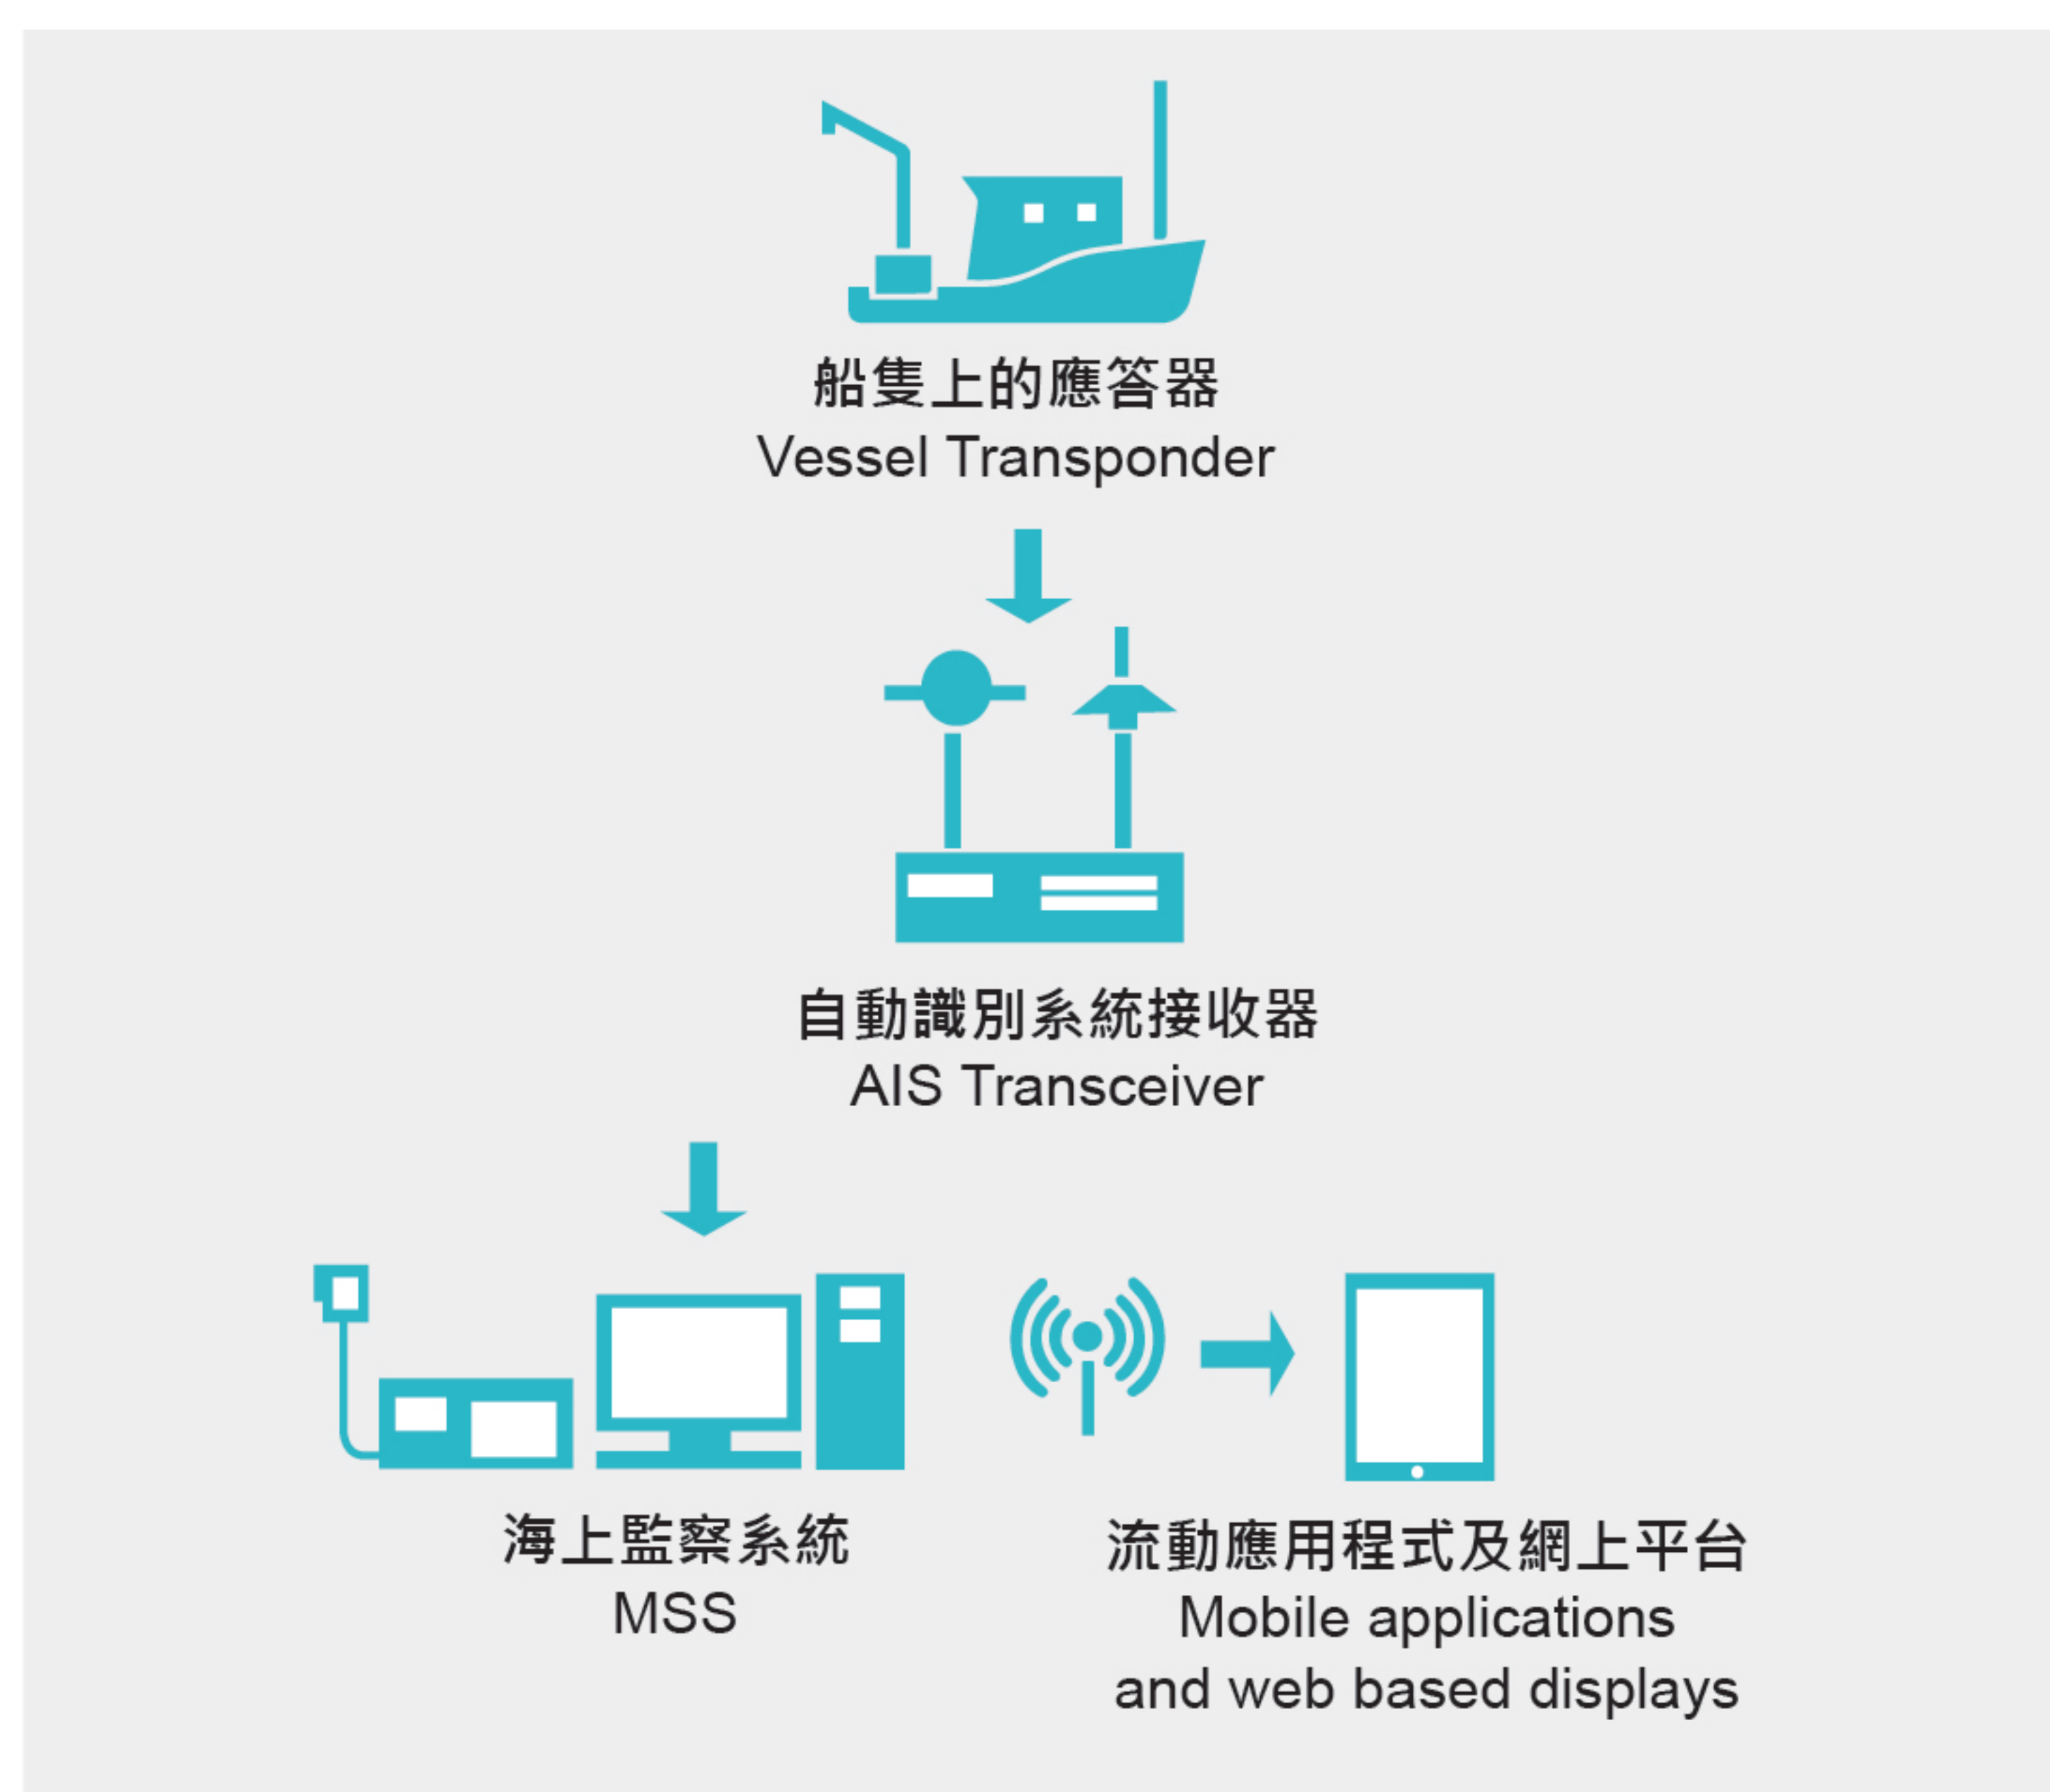 船隻上的應答器
Vessel Transponder
自動識別系統接收器
AIS Transceiver
海上監察系統
MSS
流動應用程式及網上平台
Mobile applications
and web based displays